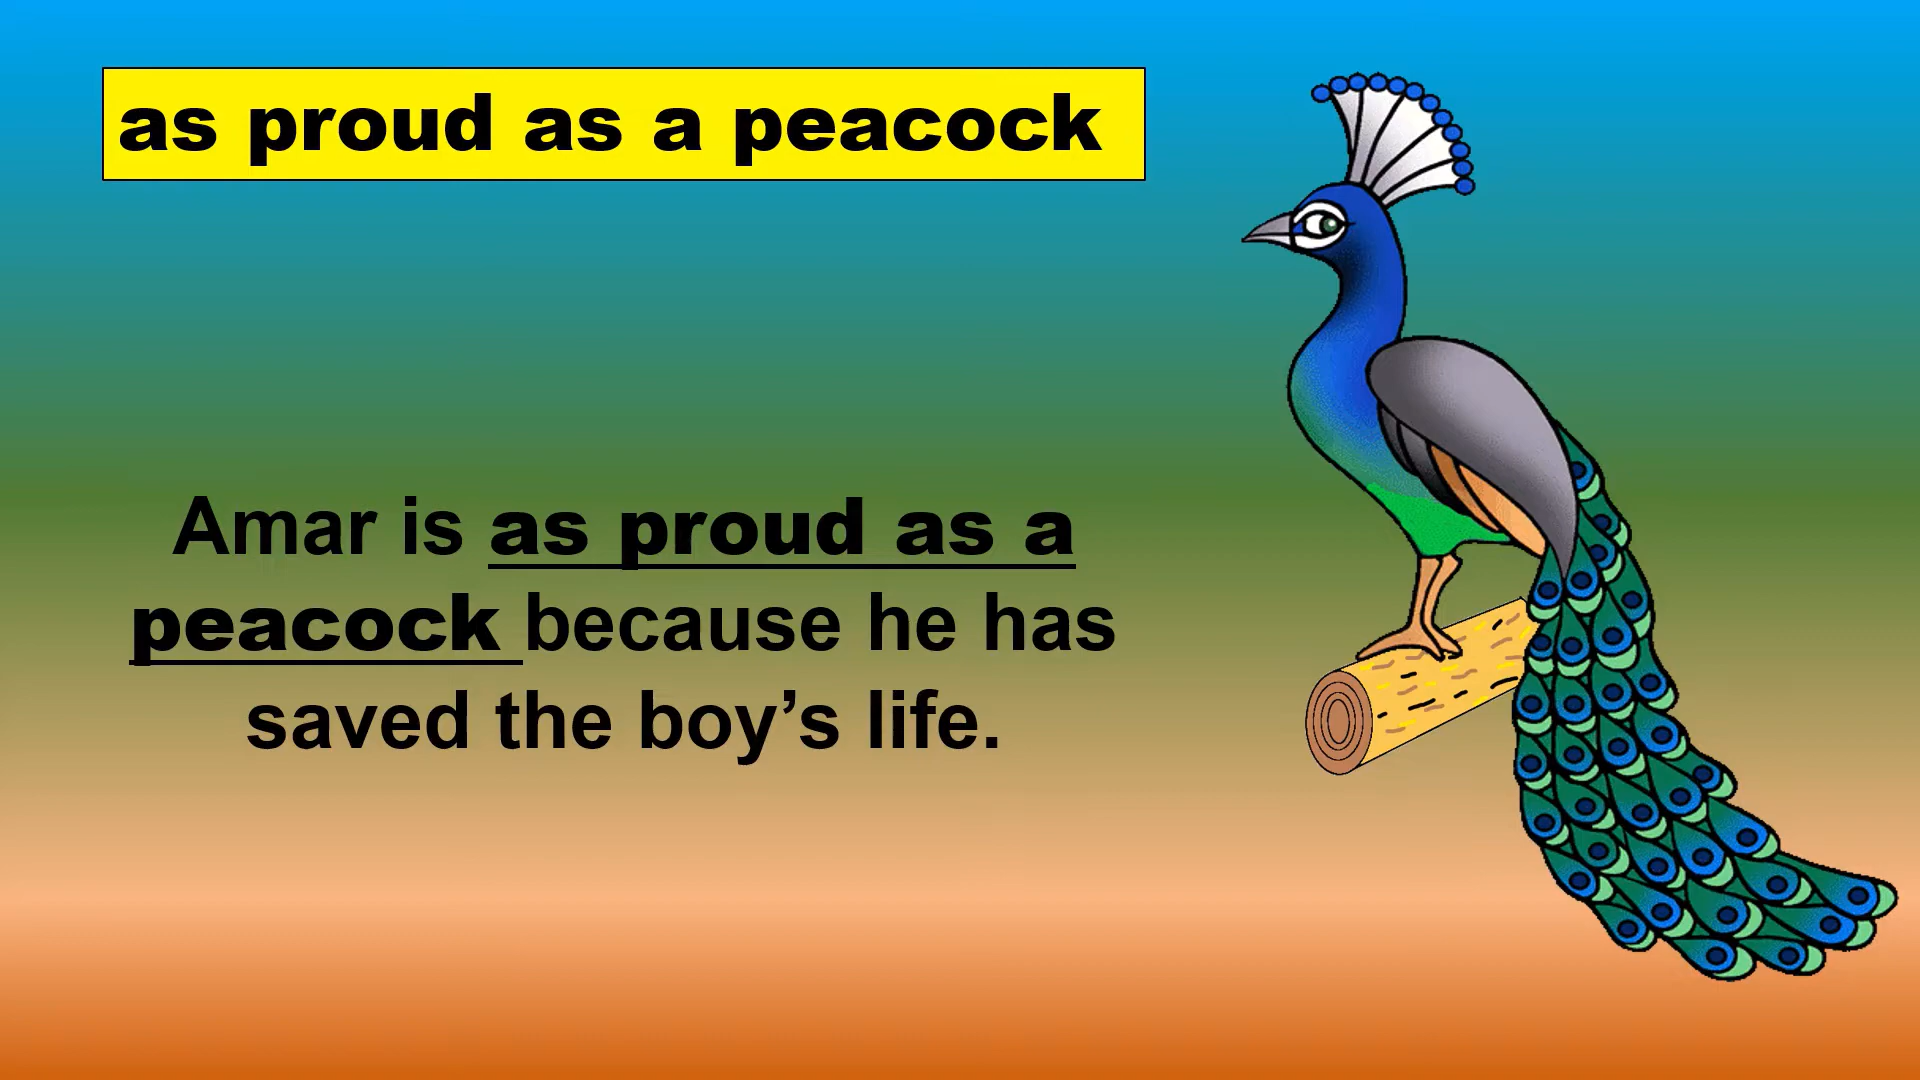 as proud as a peacock
Amar is as proud as a
peacock because he has
saved the boy’s life.